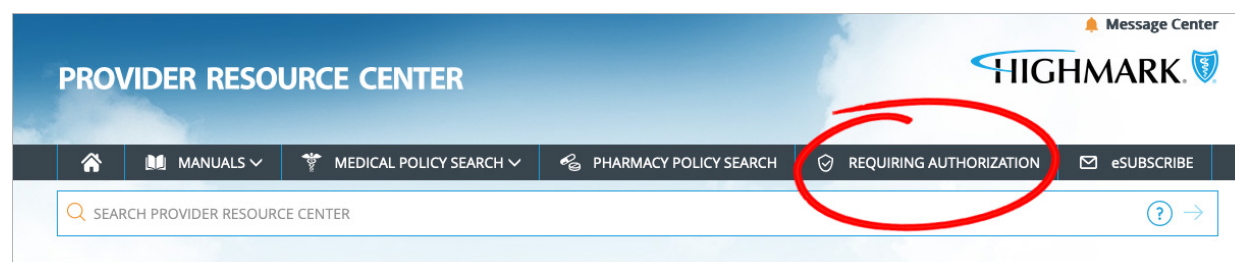 Message Center
PROVIDER RESOURCE CENTER
HIGHMARK.
MANUALS MEDICAL POLICY SEARCH PHARMACY POLICY SEARCH REQUIRING AUTHORIZATION eSUBSCRIBE
SEARCH PROVIDER RESOURCE CENTER ?